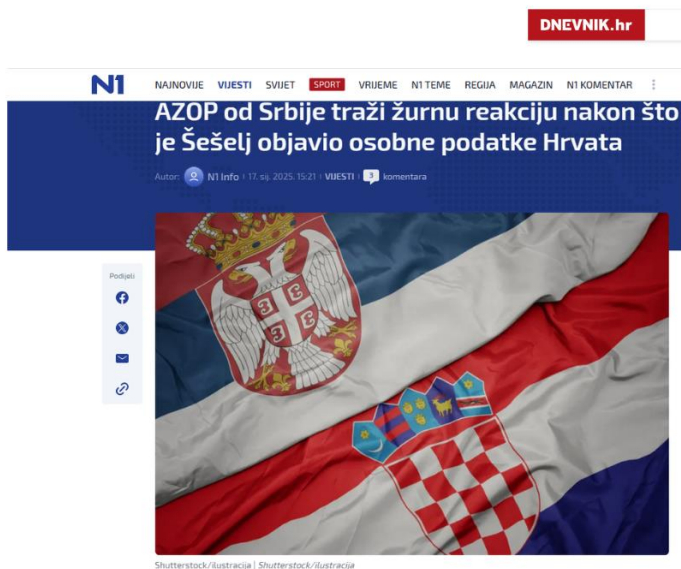 DNEVNIK.hr
N1
NAJNOVIJE VIJESTI SVIJET SPORT VRIJEME N1 TEME REGIJA MAGAZIN N1 KOMENTAR
AZOP od Srbije traži žurnu reakciju nakon što
je Šešelj objavio osobne podatke Hrvata
Autor: N1 Info 17. sij. 2025. 15:21 VIJESTI 3 komentara
Podijeli
Shutterstock/ilustracija | Shutterstock/ilustracija